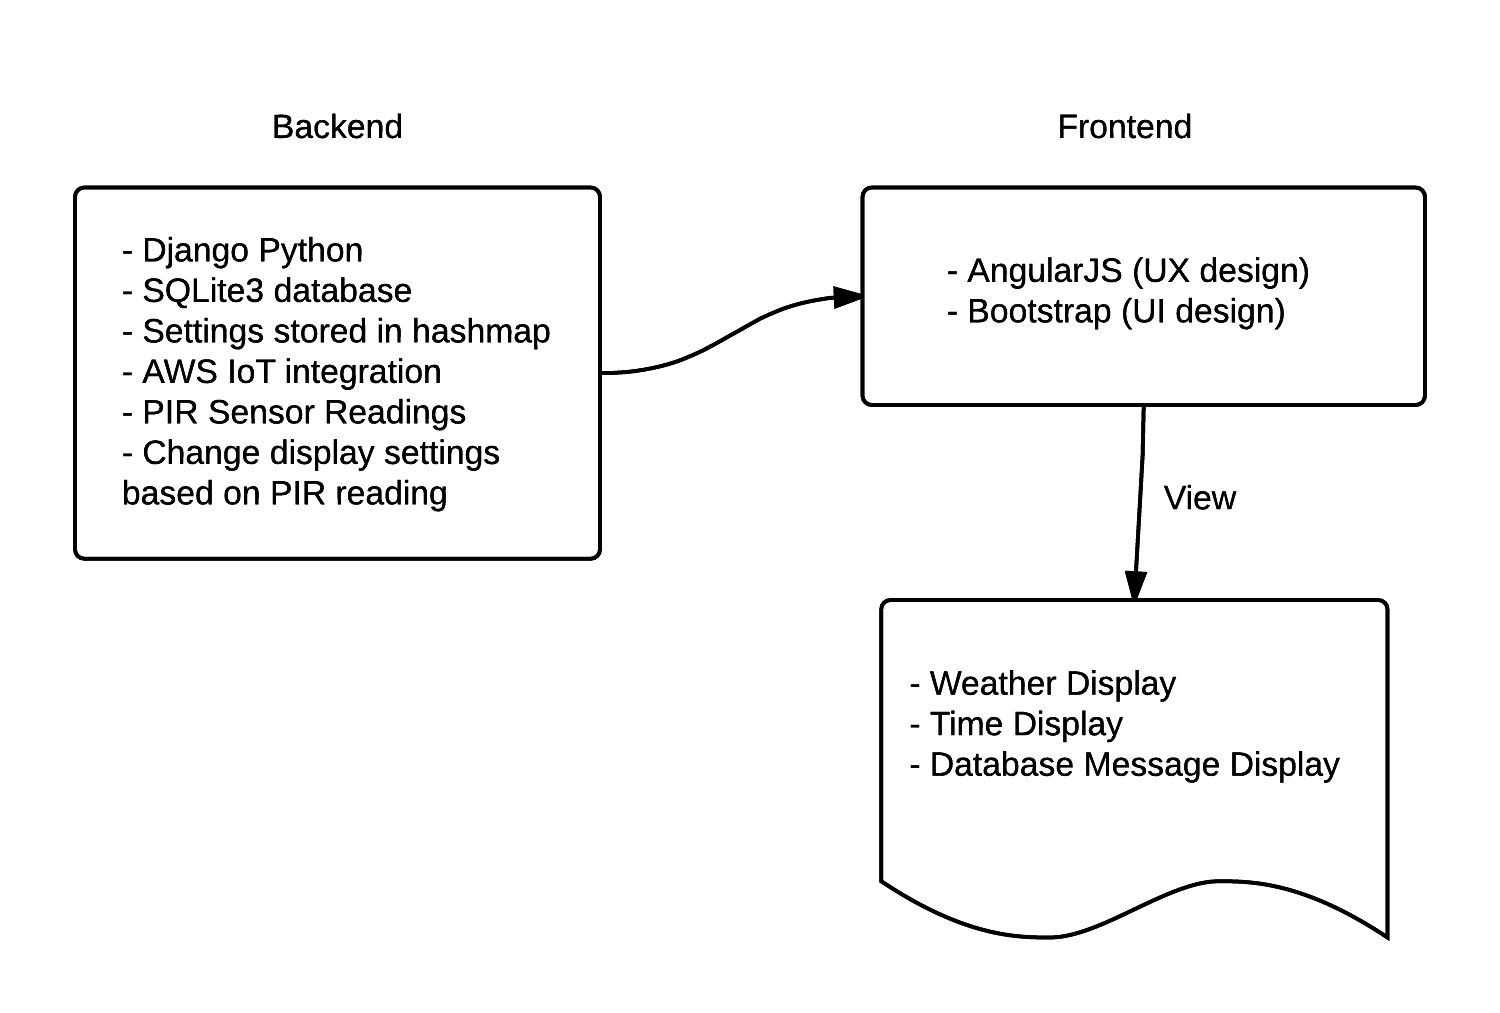 Backend
- Django Python
- SQLite3 database
- Settings stored in hashmap
- AWS IoT integration
- PIR Sensor Readings
- Change display settings
based on PIR reading
Frontend
- AngularJS (UX design)
- Bootstrap (UI design)
View
- Weather Display
- Time Display
- Database Message Display